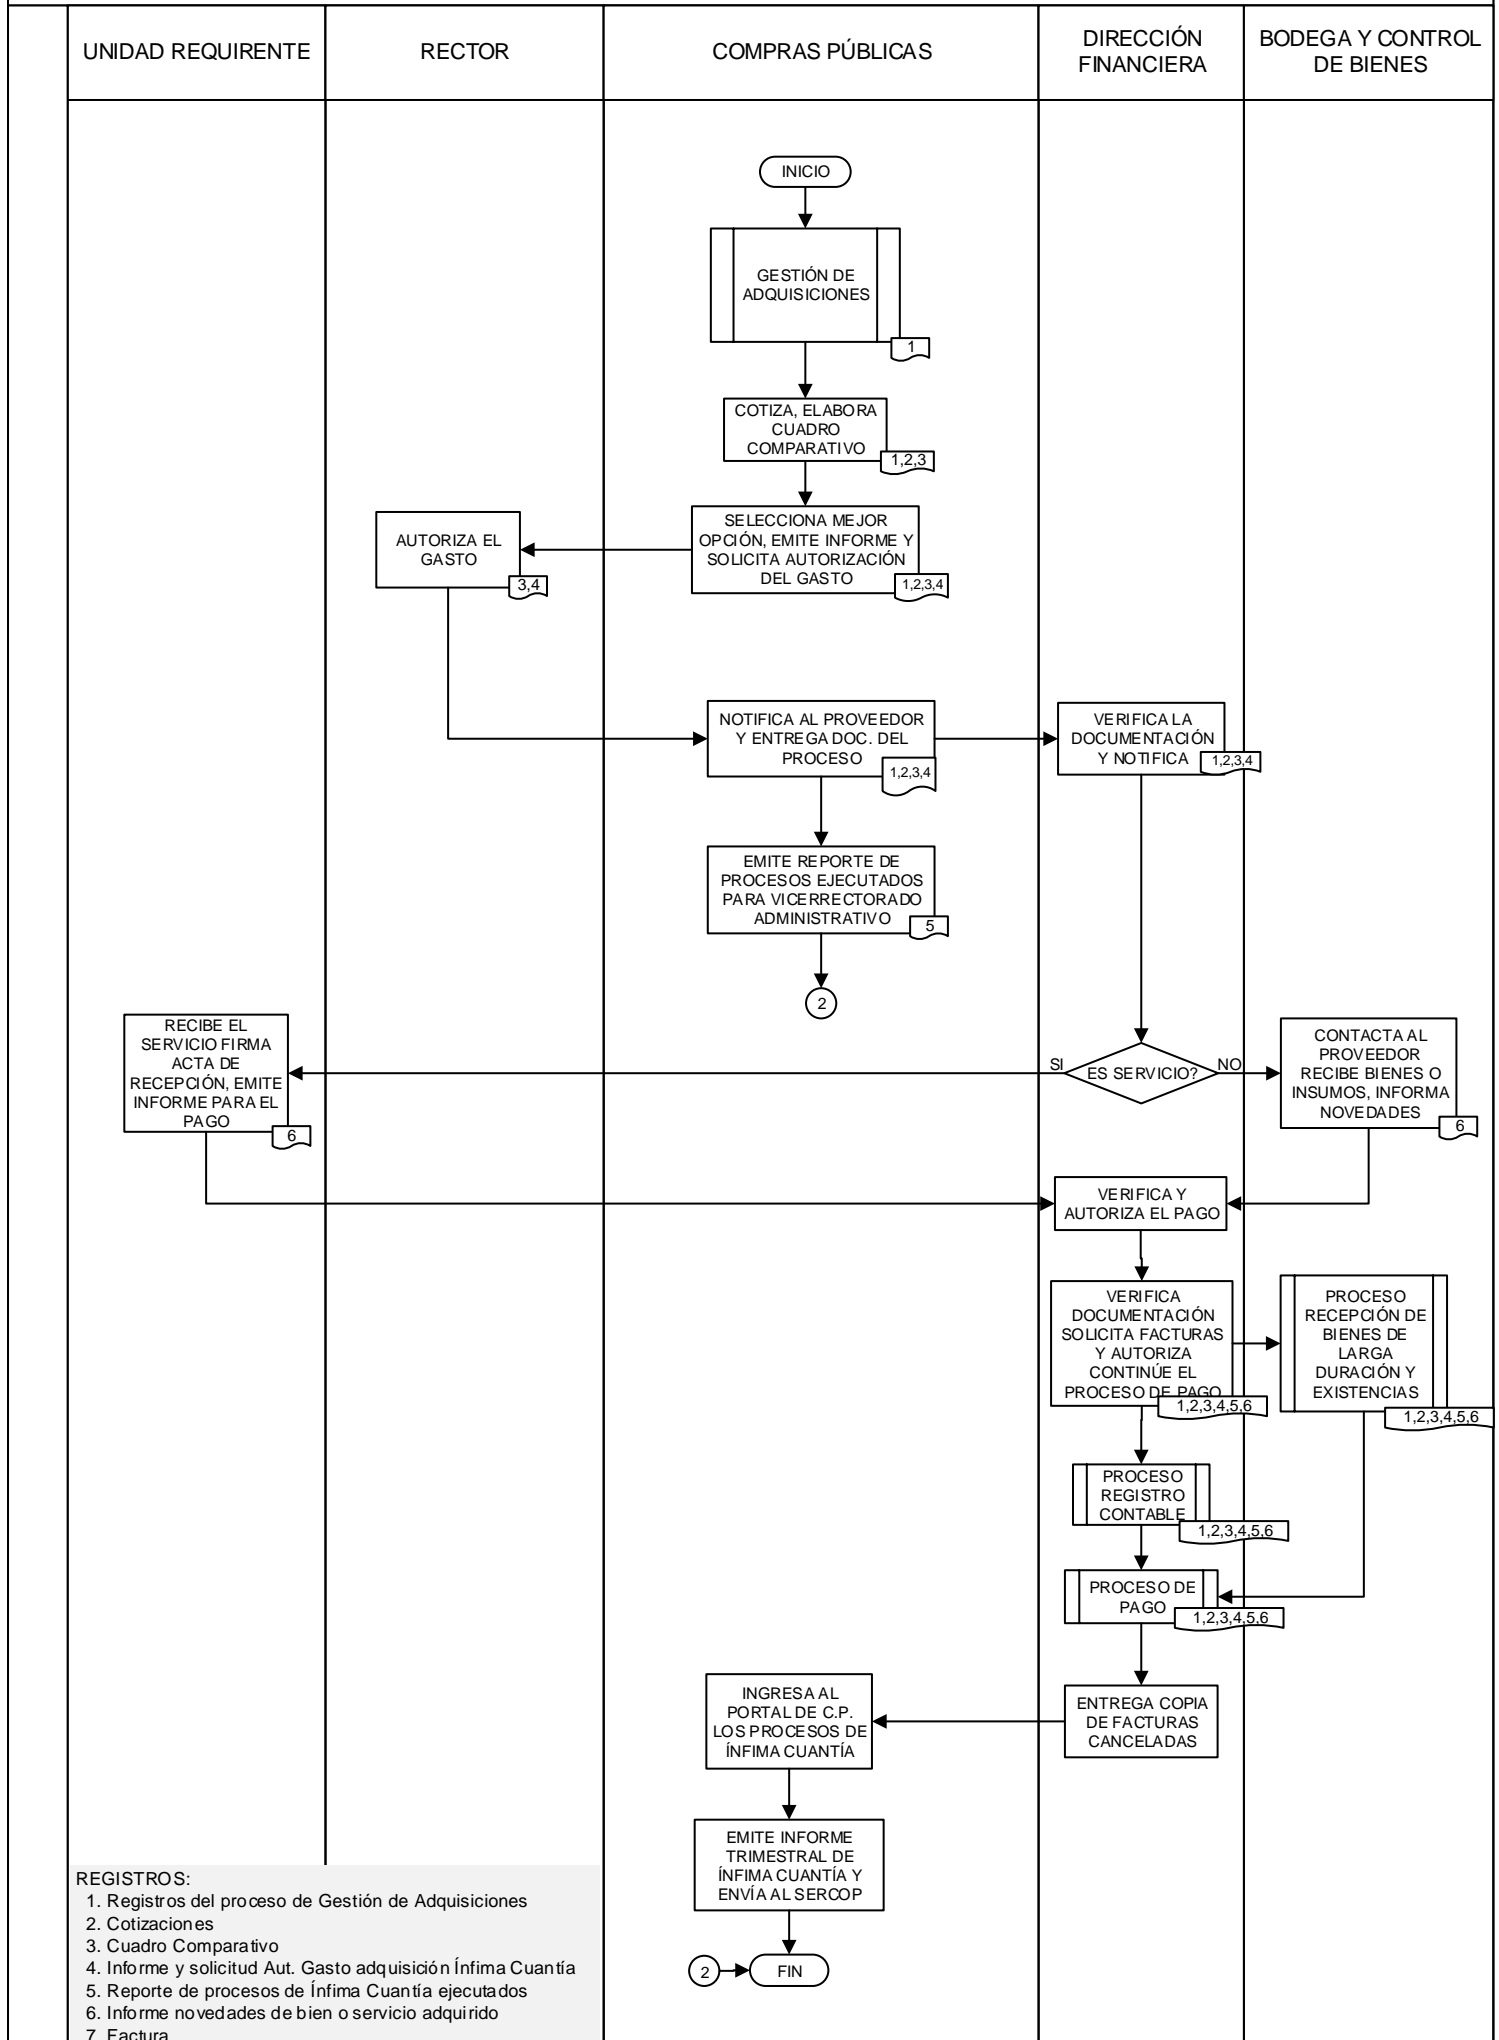 UNIDAD REQUIRENTE
RECTOR
COMPRAS PÚBLICAS
DIRECCIÓN
FINANCIERA
BODEGA Y CONTROL
DE BIENES
INICIO
GESTIÓN DE
ADQUISICIONES
1
COTIZA, ELABORA
CUADRO
COMPARATIVO
1,2,3
SELECCIONA MEJOR
OPCIÓN, EMITE INFORME Y
SOLICITA AUTORIZACIÓN
DEL GASTO
1,2,3,4
AUTORIZA EL
GASTO
3,4
NOTIFICA AL PROVEEDOR
Y ENTREGA DOC. DEL
PROCESO
1,2,3,4
VERIFICA LA
DOCUMENTACIÓN
Y NOTIFICA
1,2,3,4
EMITE REPORTE DE
PROCESOS EJECUTADOS
PARA VICERRECTORADO
ADMINISTRATIVO
5
2
RECIBE EL
SERVICIO FIRMA
ACTA DE
RECEPCIÓN, EMITE
INFORME PARA EL
PAGO
6
SI
ES SERVICIO?
NO
CONTACTA AL
PROVEEDOR
RECIBE BIENES O
INSUMOS, INFORMA
NOVEDADES
6
VERIFICA Y
AUTORIZA EL PAGO
VERIFICA
DOCUMENTACIÓN
SOLICITA FACTURAS
Y AUTORIZA
CONTINÚE EL
PROCESO DE PAGO
1,2,3,4,5,6
PROCESO
RECEPCIÓN DE
BIENES DE
LARGA
DURACIÓN Y
EXISTENCIAS
1,2,3,4,5,6
PROCESO
REGISTRO
CONTABLE
1,2,3,4,5,6
PROCESO DE
PAGO
1,2,3,4,5,6
INGRESA AL
PORTAL DE C.P.
LOS PROCESOS DE
ÍNFIMA CUANTÍA
ENTREGA COPIA
DE FACTURAS
CANCELADAS
EMITE INFORME
TRIMESTRAL DE
ÍNFIMA CUANTÍA Y
ENVÍA AL SERCOP
2
FIN
REGISTROS:
1. Registros del proceso de Gestión de Adquisiciones
2. Cotizaciones
3. Cuadro Comparativo
4. Informe y solicitud Aut. Gasto adquisición Ínfima Cuantía
5. Reporte de procesos de Ínfima Cuantía ejecutados
6. Informe novedades de bien o servicio adquirido
7. Factura